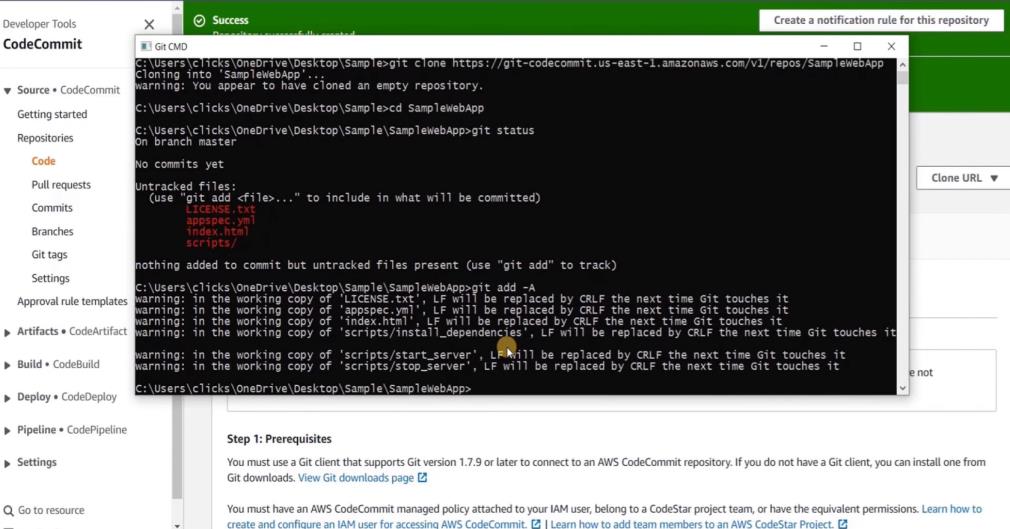 Developer Tools
CodeCommit
Source • CodeCommit
Getting started
Repositories
Code
Pull requests
Commits
Branches
Git tags
Settings
Approval rule templates
Artifacts • CodeArtifact
Build • CodeBuild
Deploy • CodeDeploy
Pipeline • CodePipeline
Settings
Go to resource
Success
Create a notification rule for this repository
Git CMD
C:\Users\clicks\OneDrive\Desktop\Sample>git clone https://git-codecommit.us-east-1.amazonaws.com/v1/repos/SampleWebApp
Cloning into 'SampleWebApp'...
warning: You appear to have cloned an empty repository.
C:\Users\clicks\OneDrive\Desktop\Sample>cd SampleWebApp
C:\Users\clicks\OneDrive\Desktop\Sample\SampleWebApp>git status
On branch master
No commits yet
Untracked files:
(use "git add <file>..." to include in what will be committed)
LICENSE.txt
appspec.yml
index.html
scripts/
nothing added to commit but untracked files present (use "git add" to track)
C:\Users\clicks\OneDrive\Desktop\Sample\SampleWebApp>git add -A
warning: in the working copy of 'LICENSE.txt', LF will be replaced by CRLF the next time Git touches it
warning: in the working copy of 'appspec.yml', LF will be replaced by CRLF the next time Git touches it
warning: in the working copy of 'index.html', LF will be replaced by CRLF the next time Git touches it
warning: in the working copy of 'scripts/install_dependencies', LF will be replaced by CRLF the next time Git touches it
warning: in the working copy of 'scripts/start_server', LF will be replaced by CRLF the next time Git touches it
warning: in the working copy of 'scripts/stop_server', LF will be replaced by CRLF the next time Git touches it
C:\Users\clicks\OneDrive\Desktop\Sample\SampleWebApp>
Clone URL
not
Step 1: Prerequisites
You must use a Git client that supports Git version 1.7.9 or later to connect to an AWS CodeCommit repository. If you do not have a Git client, you can install one from
Git downloads. View Git downloads page
You must have an AWS CodeCommit managed policy attached to your IAM user, belong to a CodeStar project team, or have the equivalent permissions. Learn how to
create and configure an IAM user for accessing AWS CodeCommit. | Learn how to add team members to an AWS CodeStar Project.